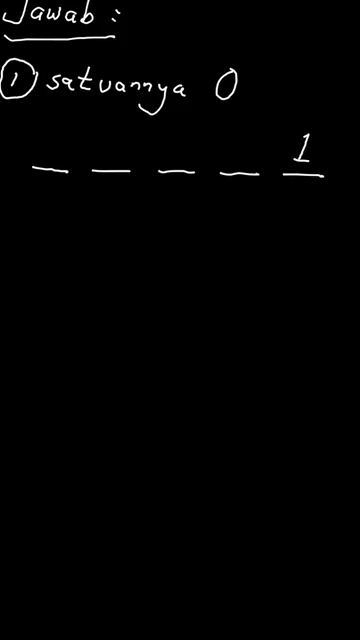 Jawab :
1 satuannya 0
_ _ _ _ 1